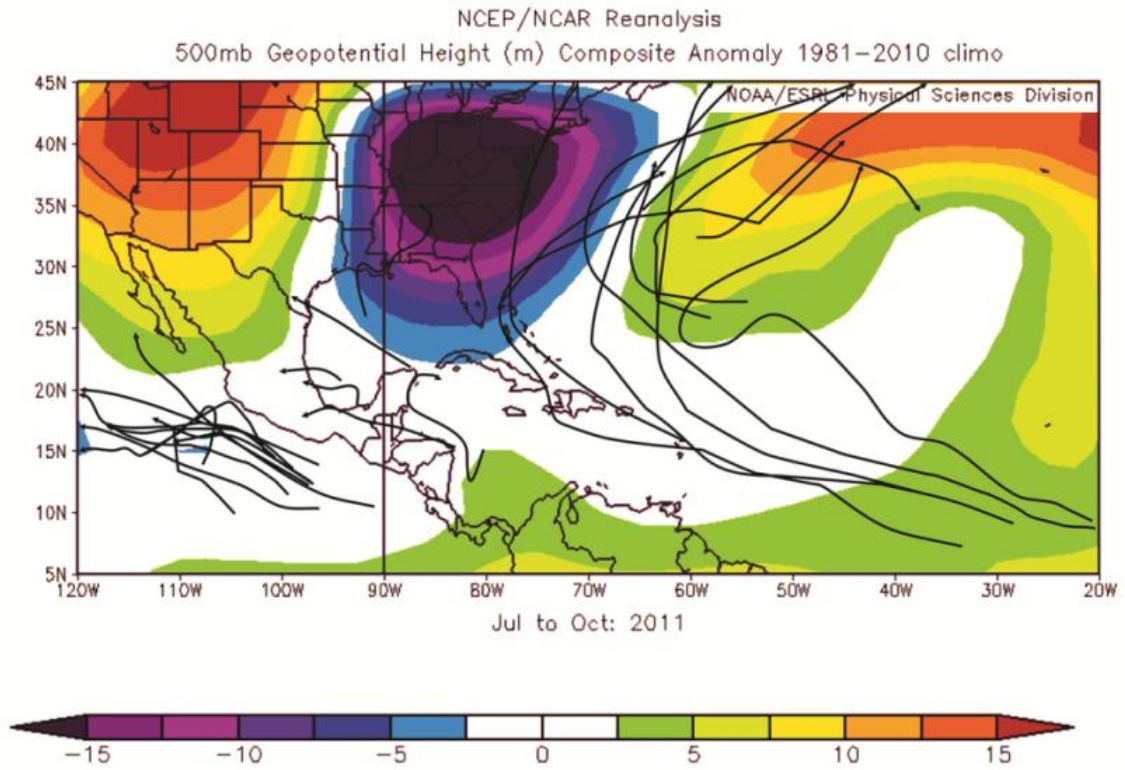 NCEP/NCAR Reanalysis
500mb Geopotential Height (m) Composite Anomaly 1981-2010 climo
NOAA/ESRL Physical Sciences Division
45N
40N
35N
30N
25N
20N
15N
10N
5N
120W 110W 100W 90W 80W 70W 60W 50W 40W 30W 20W
Jul to Oct: 2011
-15 -10 -5 0 5 10 15